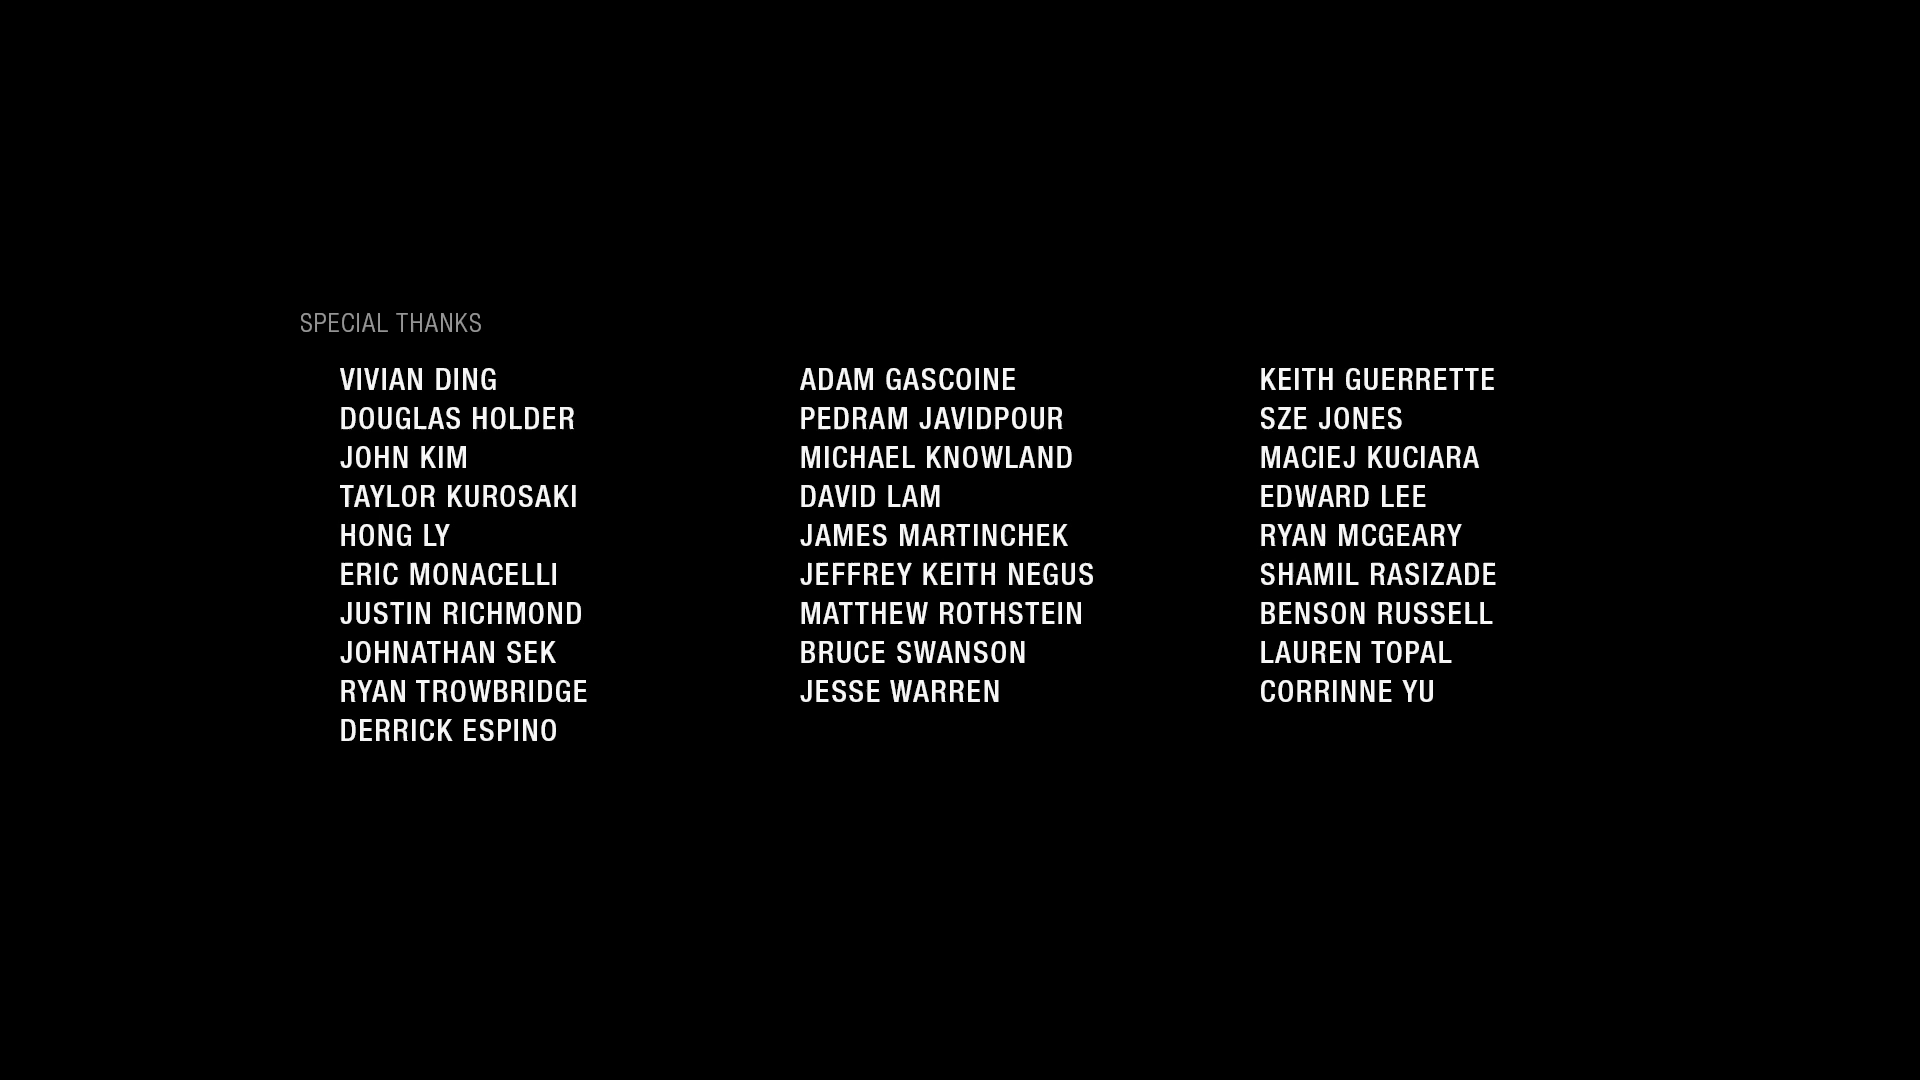 SPECIAL THANKS
VIVIAN DING
DOUGLAS HOLDER
JOHN KIM
TAYLOR KUROSAKI
HONG LY
ERIC MONACELLI
JUSTIN RICHMOND
JOHNATHAN SEK
RYAN TROWBRIDGE
DERRICK ESPINO
ADAM GASCOINE
PEDRAM JAVIDPOUR
MICHAEL KNOWLAND
DAVID LAM
JAMES MARTINCHEK
JEFFREY KEITH NEGUS
MATTHEW ROTHSTEIN
BRUCE SWANSON
JESSE WARREN
KEITH GUERRETTE
SZE JONES
MACIEJ KUCIARA
EDWARD LEE
RYAN MCGEARY
SHAMIL RASIZADE
BENSON RUSSELL
LAUREN TOPAL
CORRINNE YU